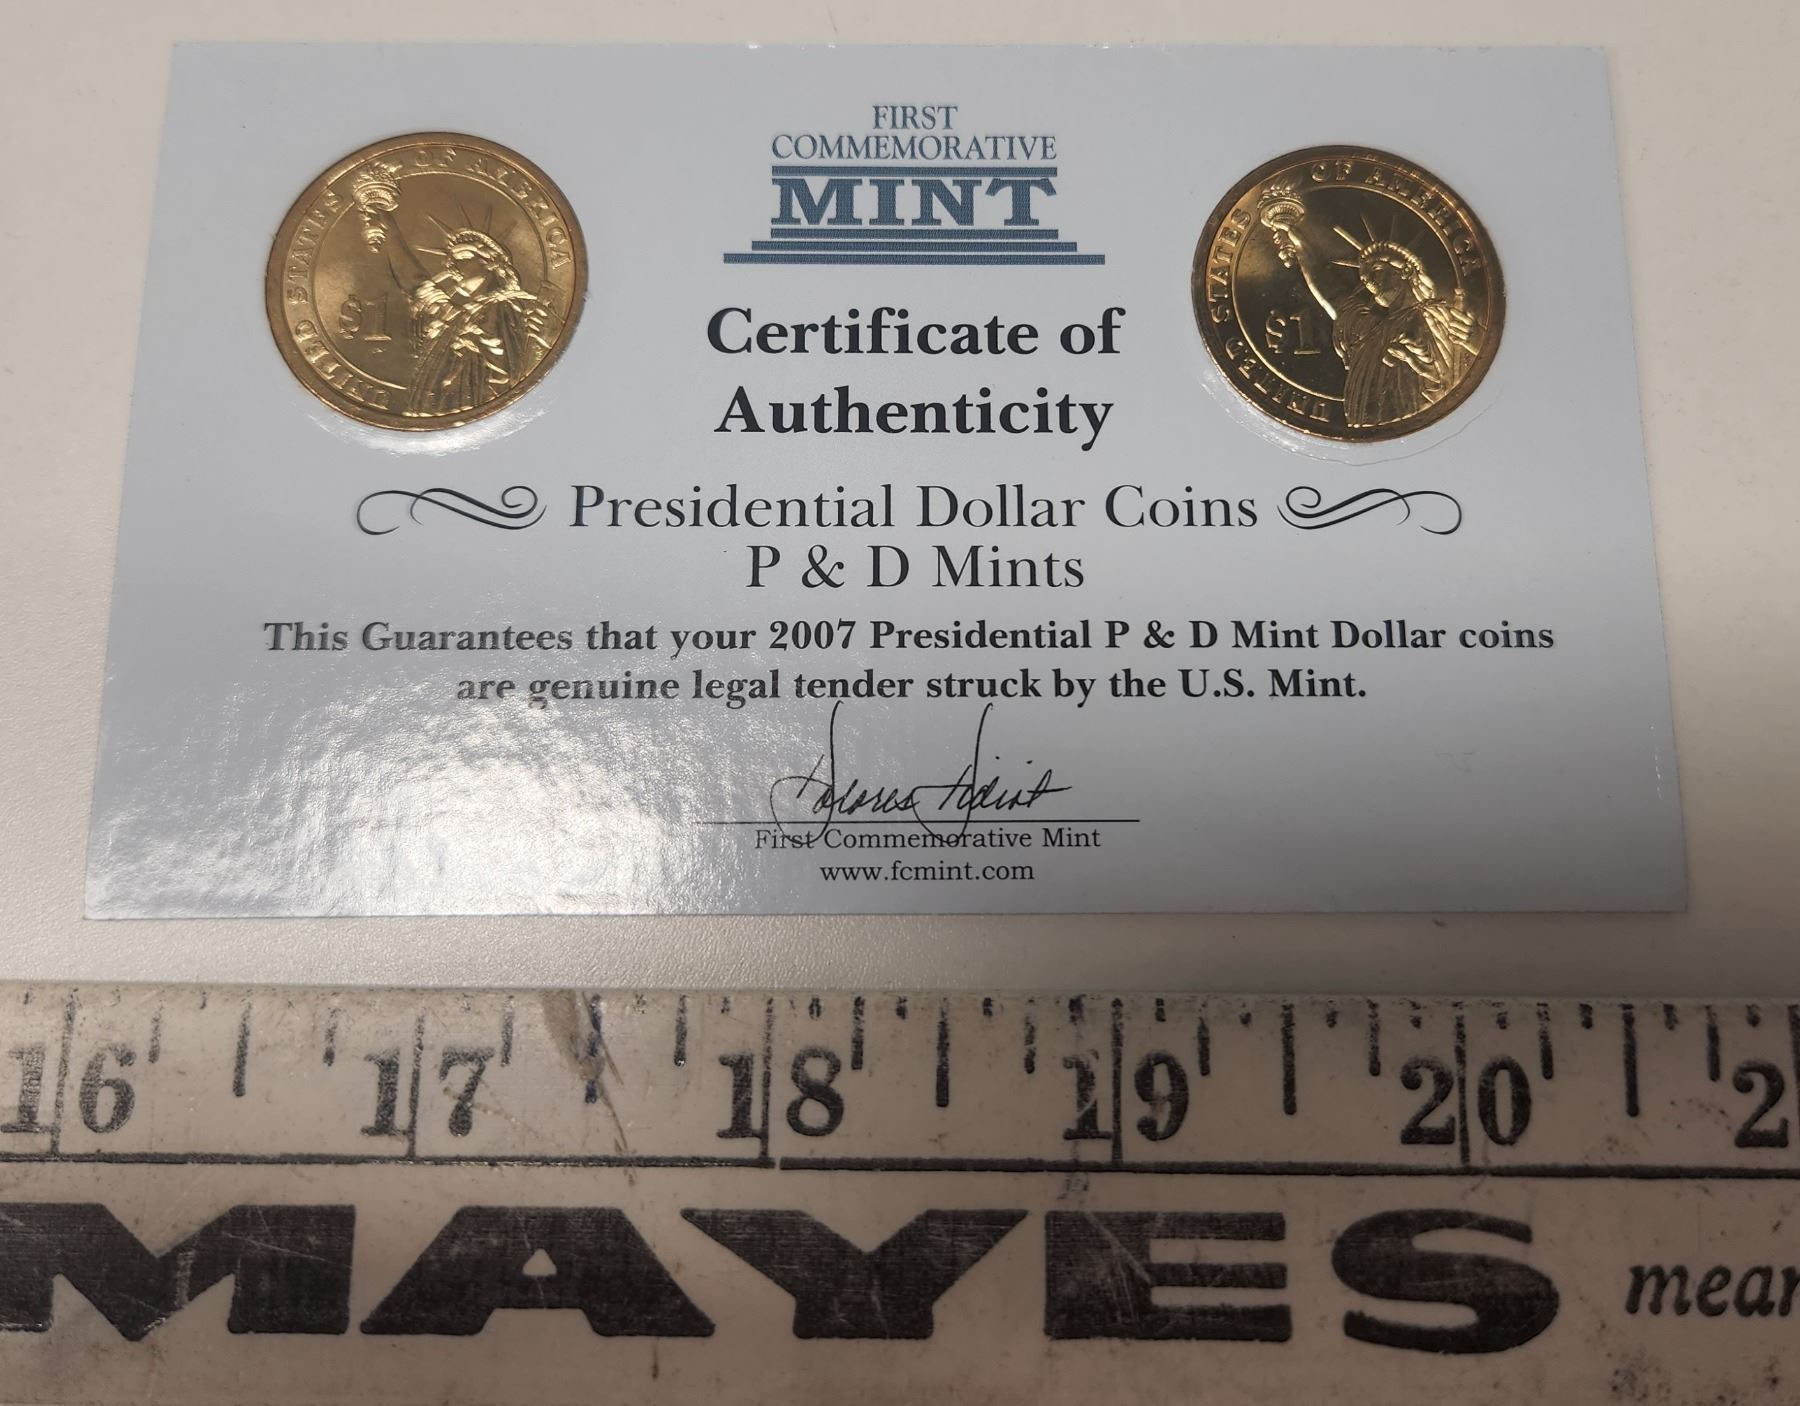 FIRST
COMMEMORATIVE
MINT
UNITED STATES OF AMERICA
$1
UNITED STATES OF AMERICA
$1
Certificate of
Authenticity
Presidential Dollar Coins
P & D Mints
This Guarantees that your 2007 Presidential P & D Mint Dollar coins
are genuine legal tender struck by the U.S. Mint.
First Commemorative Mint
www.fcmint.com
16 17 18 19 20 2
MAYES mean